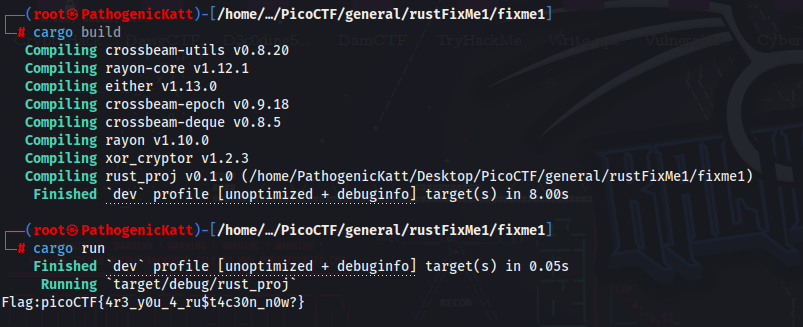 (root㉿PathogenicKatt)-[/home/…/PicoCTF/general/rustFixMe1/fixme1]
# cargo build
Compiling crossbeam-utils v0.8.20
Compiling rayon-core v1.12.1
Compiling either v1.13.0
Compiling crossbeam-epoch v0.9.18
Compiling crossbeam-deque v0.8.5
Compiling rayon v1.10.0
Compiling xor_cryptor v1.2.3
Compiling rust_proj v0.1.0 (/home/PathogenicKatt/Desktop/PicoCTF/general/rustFixMe1/fixme1)
Finished `dev` profile [unoptimized + debuginfo] target(s) in 8.00s
(root㉿PathogenicKatt)-[/home/…/PicoCTF/general/rustFixMe1/fixme1]
# cargo run
Finished `dev` profile [unoptimized + debuginfo] target(s) in 0.05s
Running `target/debug/rust_proj`
Flag:picoCTF{4r3_y0u_4_ru$t4c30n_n0w?}